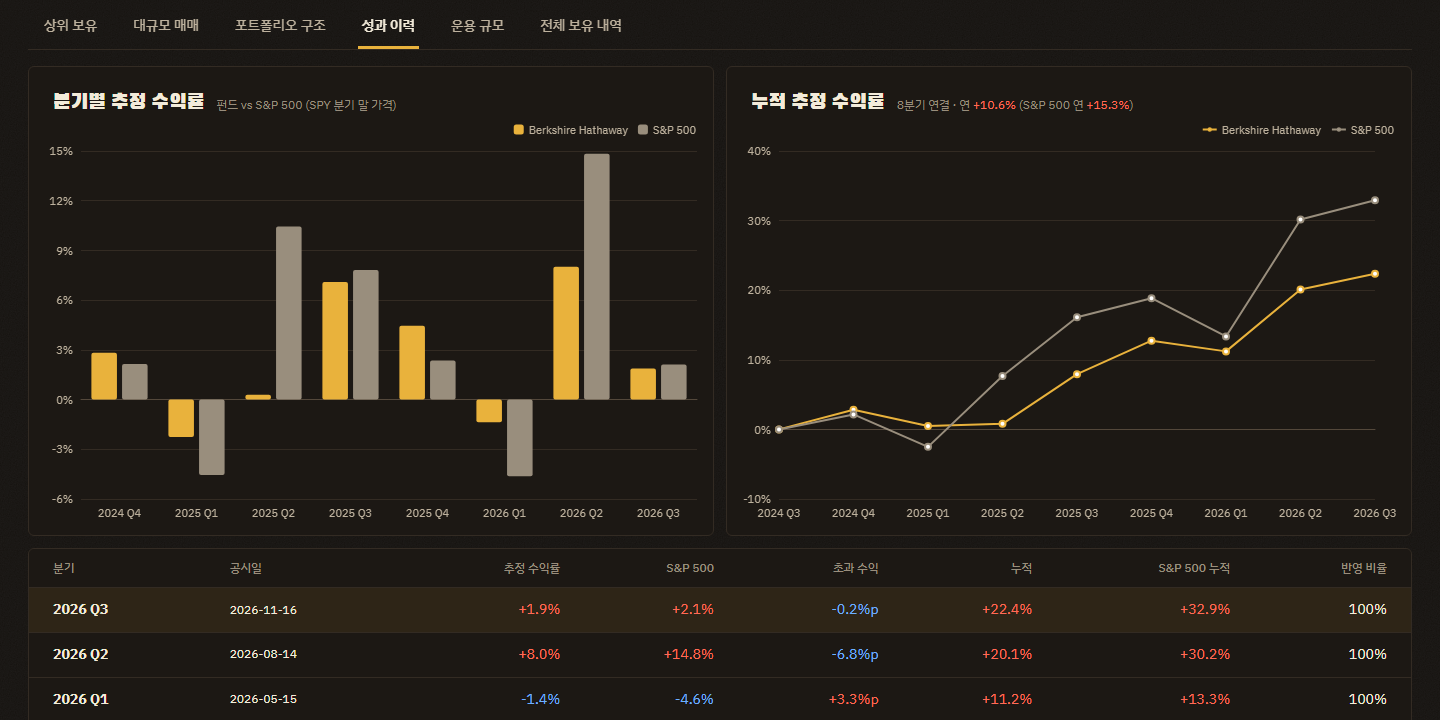 상위 보유 대규모 매매 포트폴리오 구조 성과 이력 운용 규모 전체 보유 내역
분기별 추정 수익률 펀드 vs S&P 500 (SPY 분기 말 가격)
Berkshire Hathaway S&P 500
15%
12%
9%
6%
3%
0%
-3%
-6%
2024 Q4 2025 Q1 2025 Q2 2025 Q3 2025 Q4 2026 Q1 2026 Q2 2026 Q3
누적 추정 수익률 8분기 연결 · 연 +10.6% (S&P 500 연 +15.3%)
Berkshire Hathaway S&P 500
40%
30%
20%
10%
0%
-10%
2024 Q3 2024 Q4 2025 Q1 2025 Q2 2025 Q3 2025 Q4 2026 Q1 2026 Q2 2026 Q3
분기 공시일 추정 수익률 S&P 500 초과 수익 누적 S&P 500 누적 반영 비율
2026 Q3 2026-11-16 +1.9% +2.1% -0.2%p +22.4% +32.9% 100%
2026 Q2 2026-08-14 +8.0% +14.8% -6.8%p +20.1% +30.2% 100%
2026 Q1 2026-05-15 -1.4% -4.6% +3.3%p +11.2% +13.3% 100%